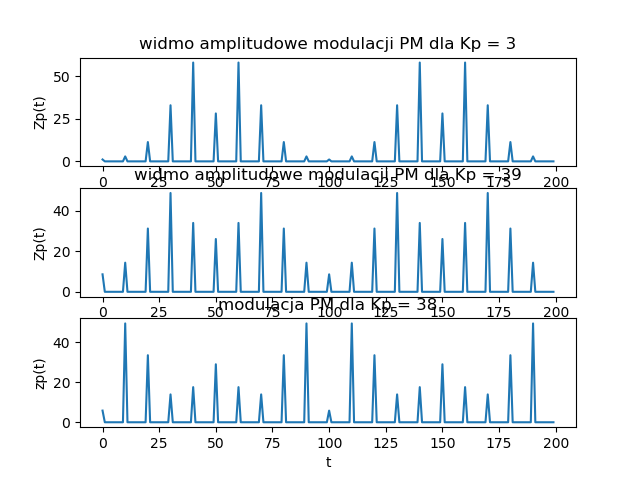 widmo amplitudowe modulacji PM dla Kp = 3
Zp(t)
50
25
0
0 25 50 75 100 125 150 175 200
widmo amplitudowe modulacji PM dla Kp = 39
Zp(t)
40
20
0
0 25 50 75 100 125 150 175 200
modulacja PM dla Kp = 38
zp(t)
40
20
0
0 25 50 75 100 125 150 175 200
t